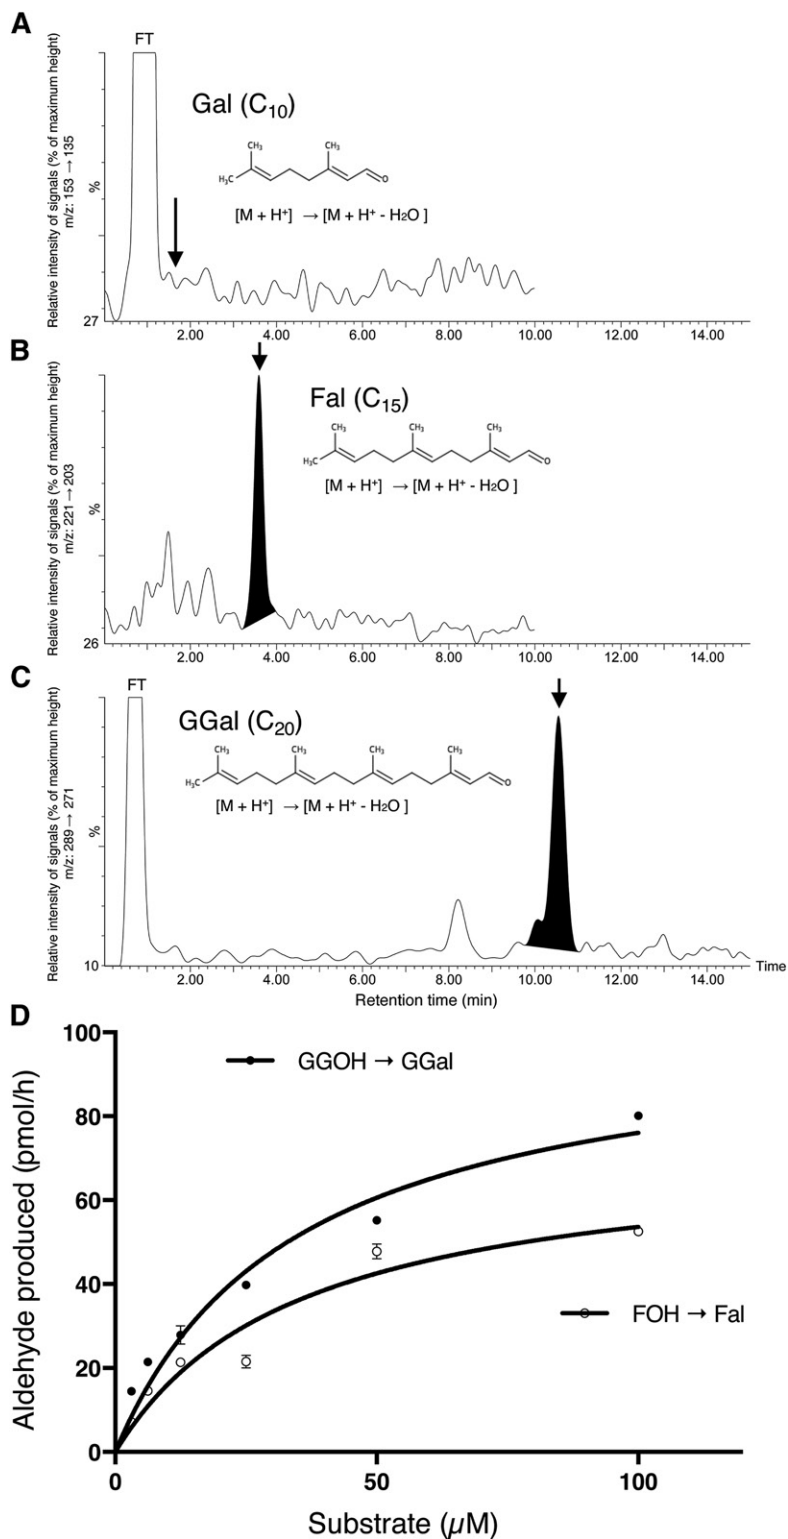 A
FT
Relative intensity of signals (% of maximum height)
m/z: 153 → 135
%
27
Gal (C10)
CH3 CH3
H3C O
[M + H+] → [M + H+ - H2O ]
2.00 4.00 6.00 8.00 10.00 12.00 14.00
B
Relative intensity of signals (% of maximum height)
m/z: 221 → 203
%
26
Fal (C15)
CH3 CH3 CH3
H3C O
[M + H+] → [M + H+ - H2O ]
2.00 4.00 6.00 8.00 10.00 12.00 14.00
C
FT
Relative intensity of signals (% of maximum height)
m/z: 289 → 271
%
10
GGal (C20)
CH3 CH3 CH3 CH3
H3C O
[M + H+] → [M + H+ - H2O ]
2.00 4.00 6.00 8.00 10.00 12.00 14.00
Time
Retention time (min)
D
Aldehyde produced (pmol/h)
100
80
60
40
20
0
GGOH → GGal
FOH → Fal
0 50 100
Substrate (μM)